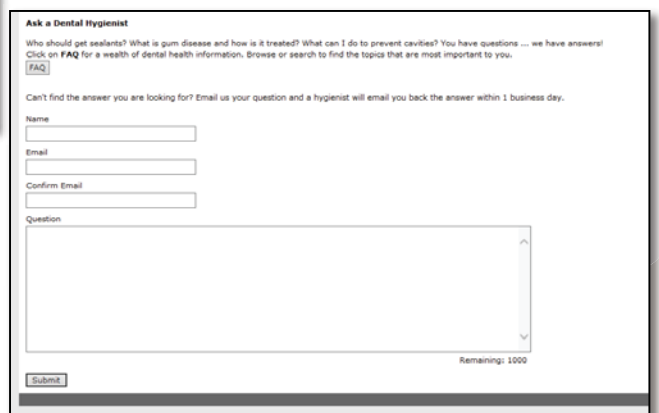 Ask a Dental Hygienist
Who should get sealants? What is gum disease and how is it treated? What can I do to prevent cavities? You have questions ... we have answers!
Click on FAQ for a wealth of dental health information. Browse or search to find the topics that are most important to you.
FAQ
Can't find the answer you are looking for? Email us your question and a hygienist will email you back the answer within 1 business day.
Name
Email
Confirm Email
Question
Remaining: 1000
Submit